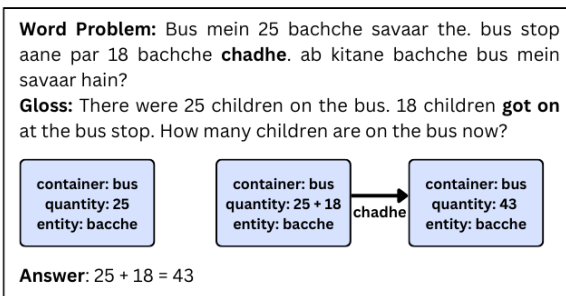 Word Problem: Bus mein 25 bachche savaar the. bus stop
aane par 18 bachche chadhe. ab kitane bachche bus mein
savaar hain?
Gloss: There were 25 children on the bus. 18 children got on
at the bus stop. How many children are on the bus now?
container: bus
quantity: 25
entity: bacche
container: bus
quantity: 25 + 18
entity: bacche
chadhe
container: bus
quantity: 43
entity: bacche
Answer: 25 + 18 = 43